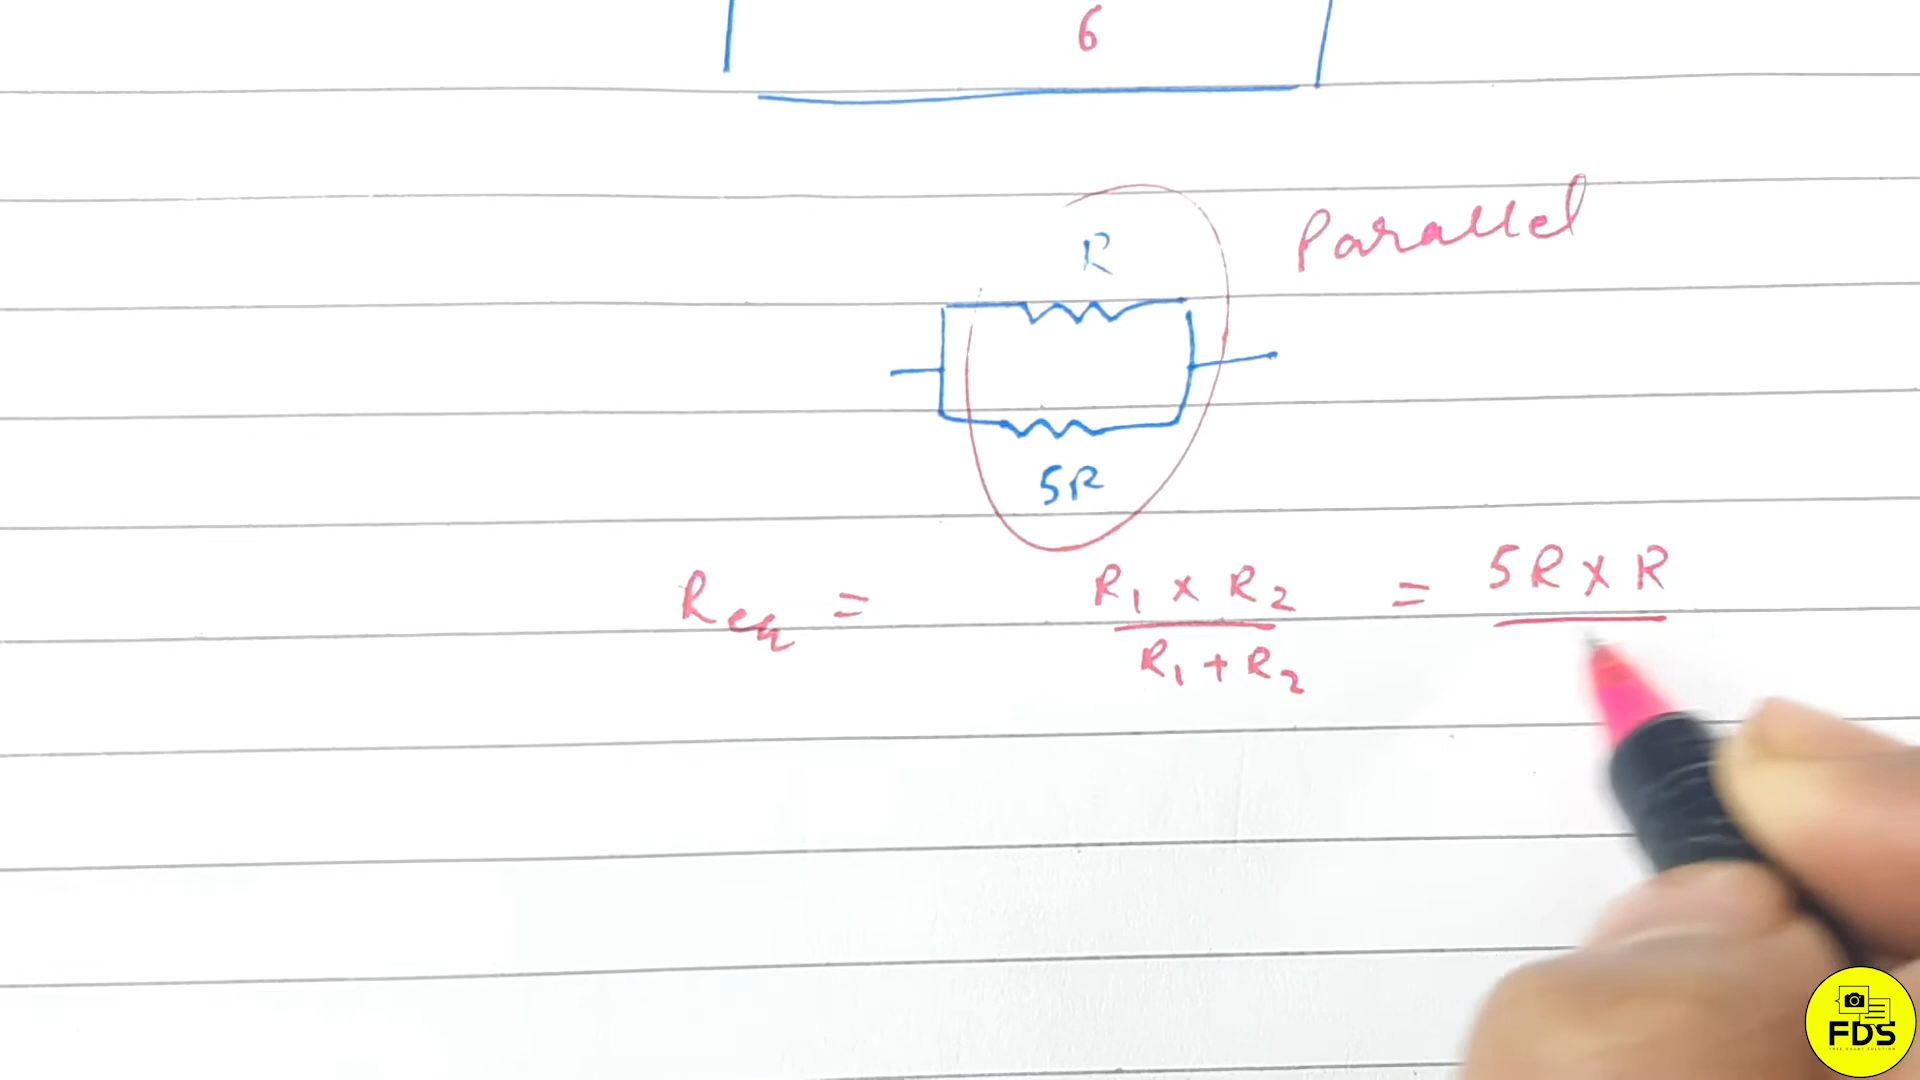 6
Parallel
R
5R
Req = R1 × R2 / R1 + R2 = 5R × R
FDS